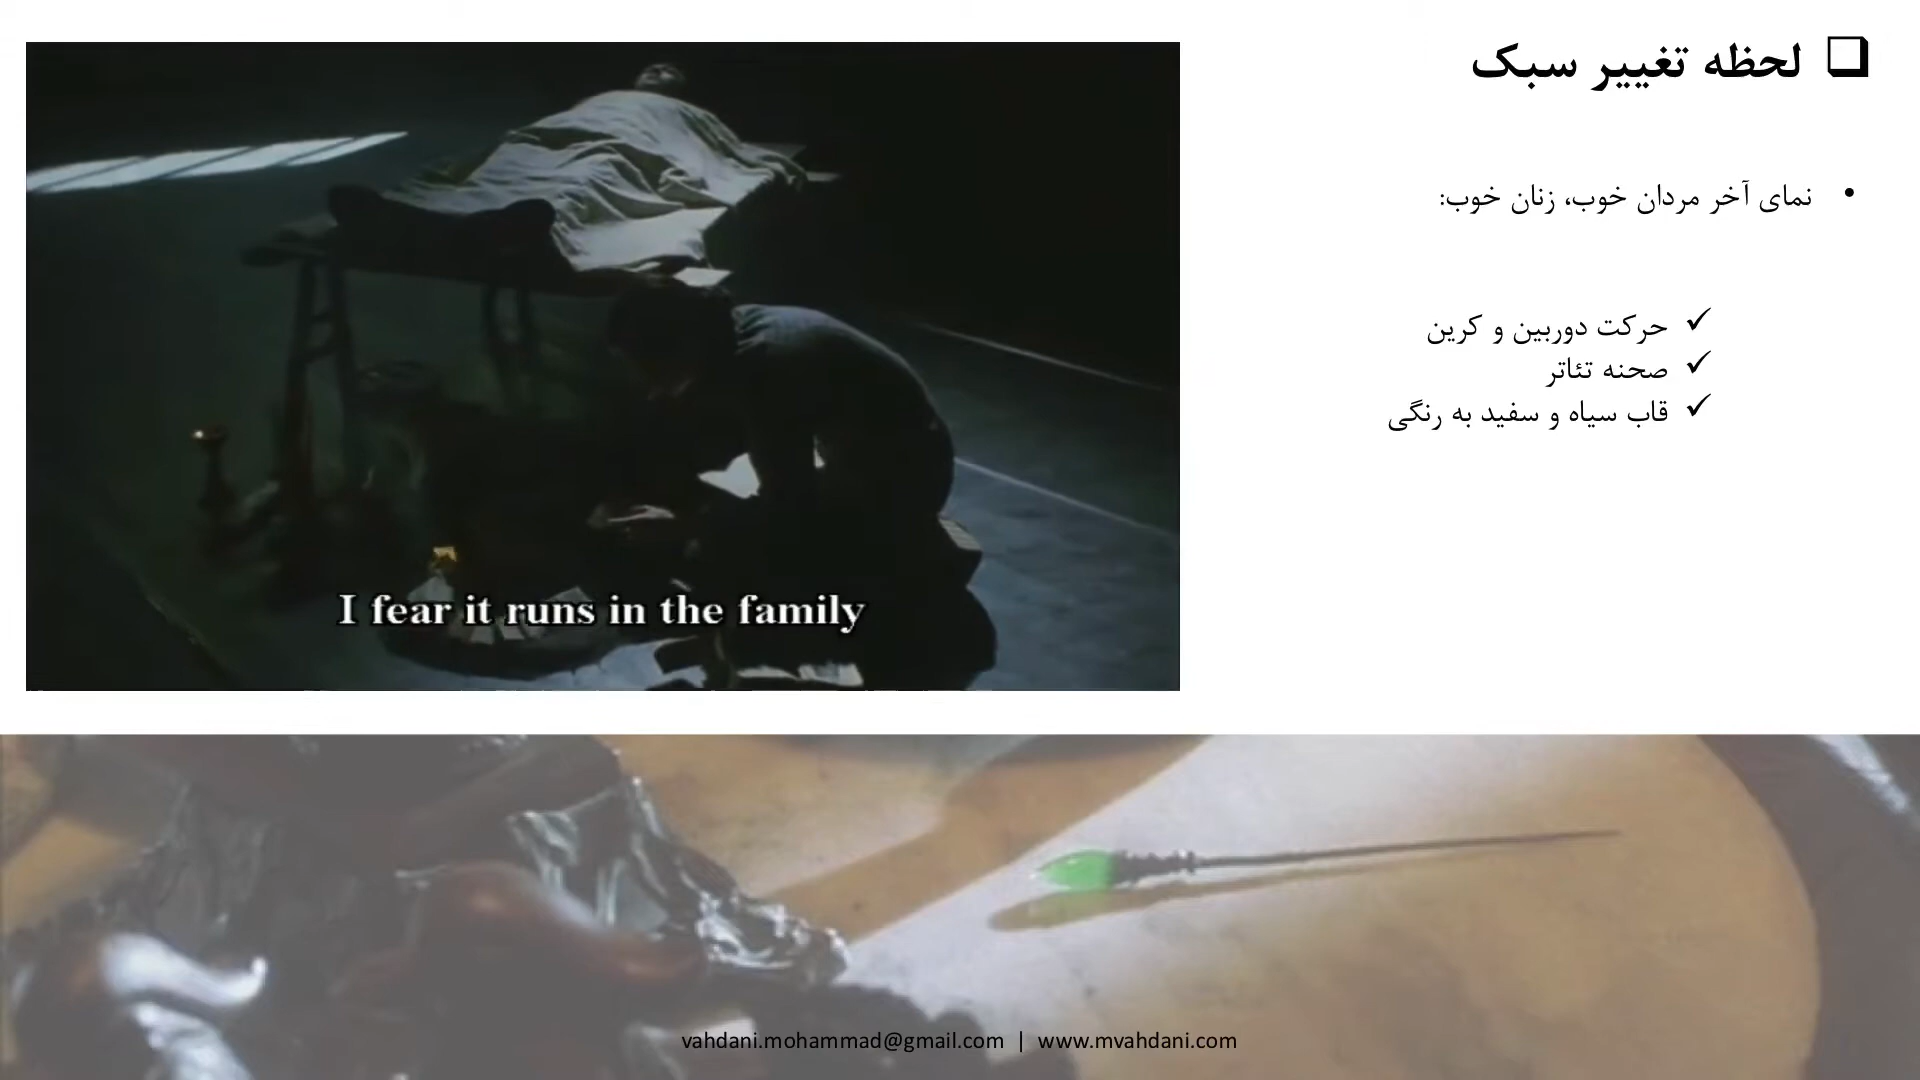 لحظه تغییر سبک
نمای آخر مردان خوب، زنان خوب:
حرکت دوربین و کرین
صحنه تئاتر
قاب سیاه و سفید به رنگی
I fear it runs in the family
vahdani.mohammad@gmail.com | www.mvahdani.com